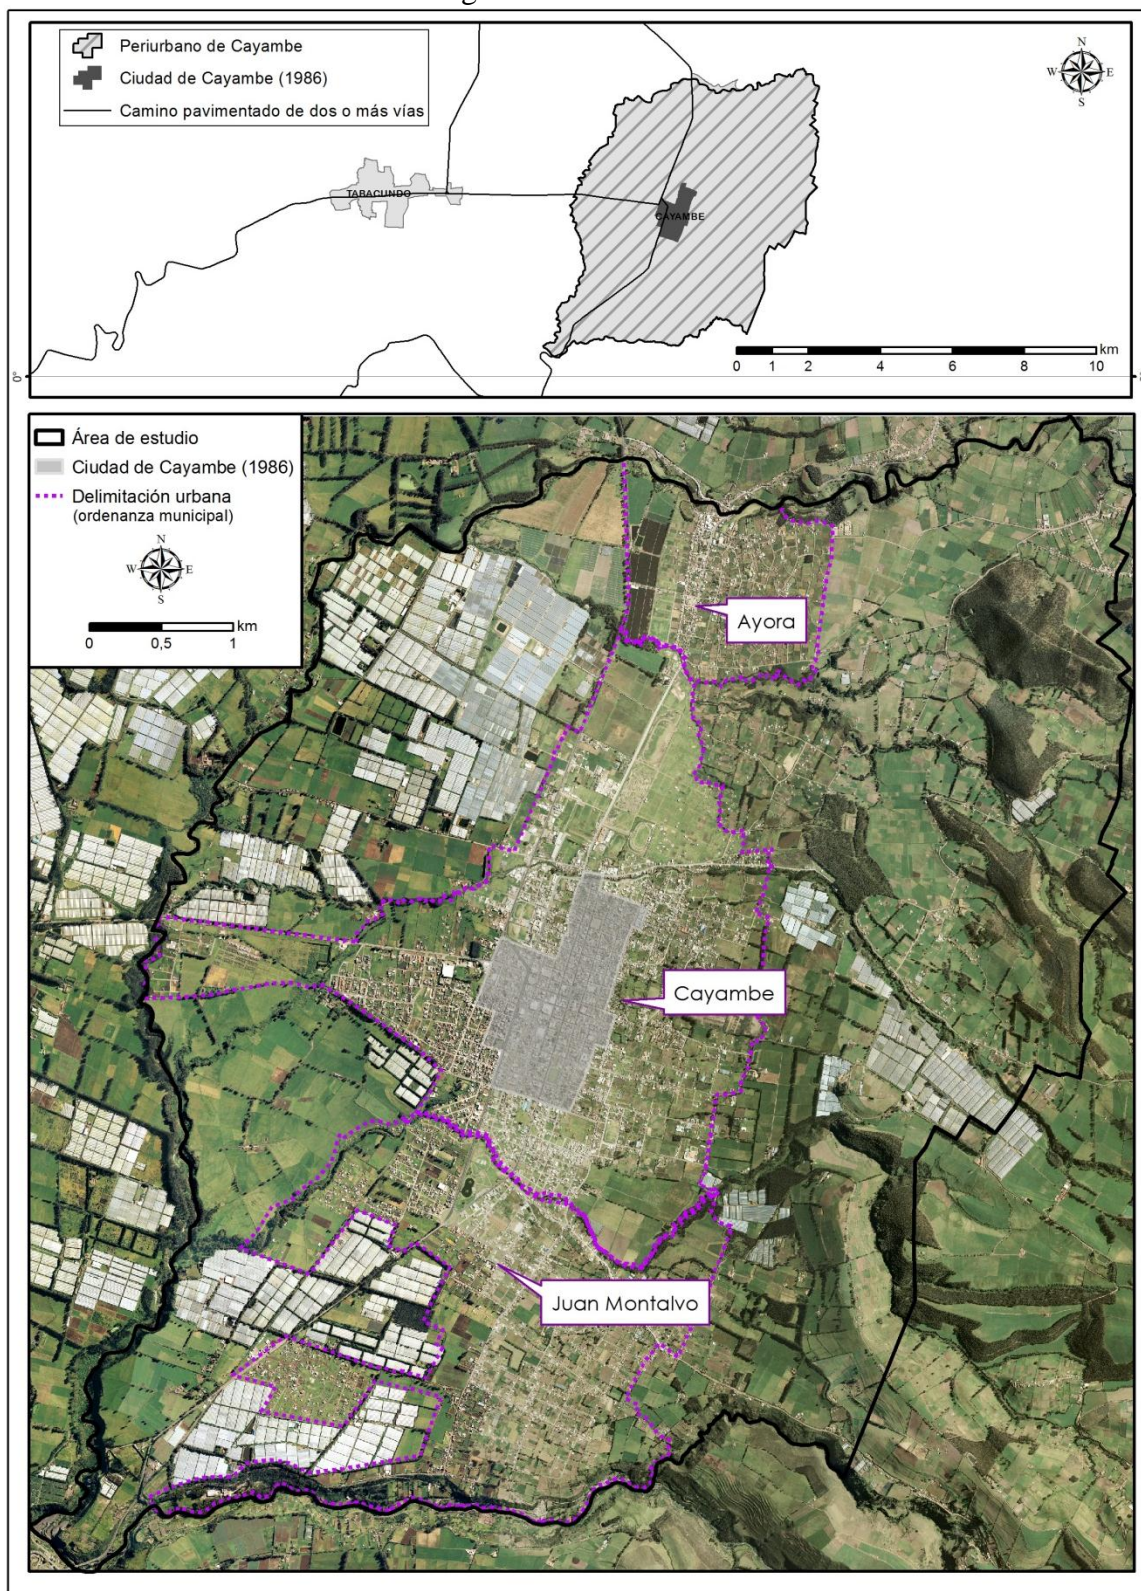 g
Periurbano de Cayambe
Ciudad de Cayambe (1986)
Camino pavimentado de dos o más vías
N
W E
S
TABACUNDO
CAYAMBE
km
0 1 2 4 6 8 10
0°
Área de estudio
Ciudad de Cayambe (1986)
Delimitación urbana
(ordenanza municipal)
N
W E
S
km
0 0,5 1
Ayora
Cayambe
Juan Montalvo